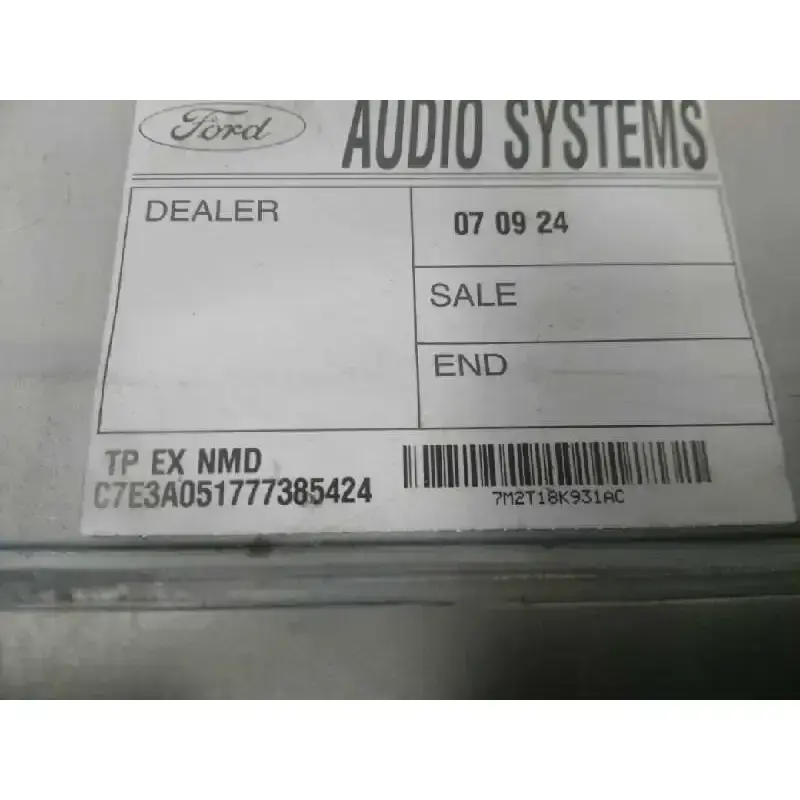 Ford AUDIO SYSTEMS
DEALER
07 09 24
SALE
END
TP EX NMD
C7E3A051777385424
7M2T18K931AC